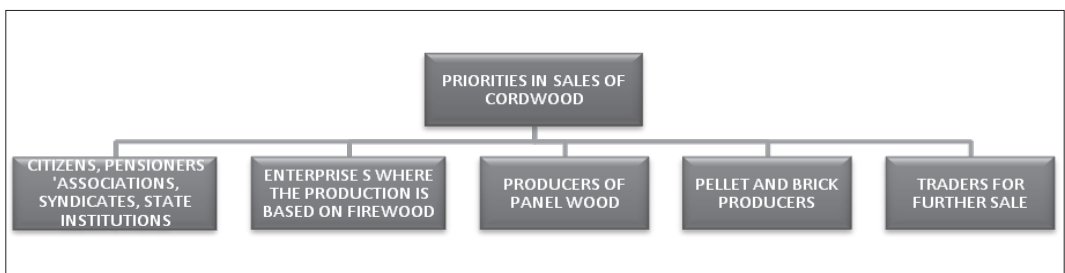 PRIORITIES IN SALES OF
CORDWOOD
CITIZENS, PENSIONERS
'ASSOCIATIONS,
SYNDICATES, STATE
INSTITUTIONS
ENTERPRISE S WHERE
THE PRODUCTION IS
BASED ON FIREWOOD
PRODUCERS OF
PANEL WOOD
PELLET AND BRICK
PRODUCERS
TRADERS FOR
FURTHER SALE